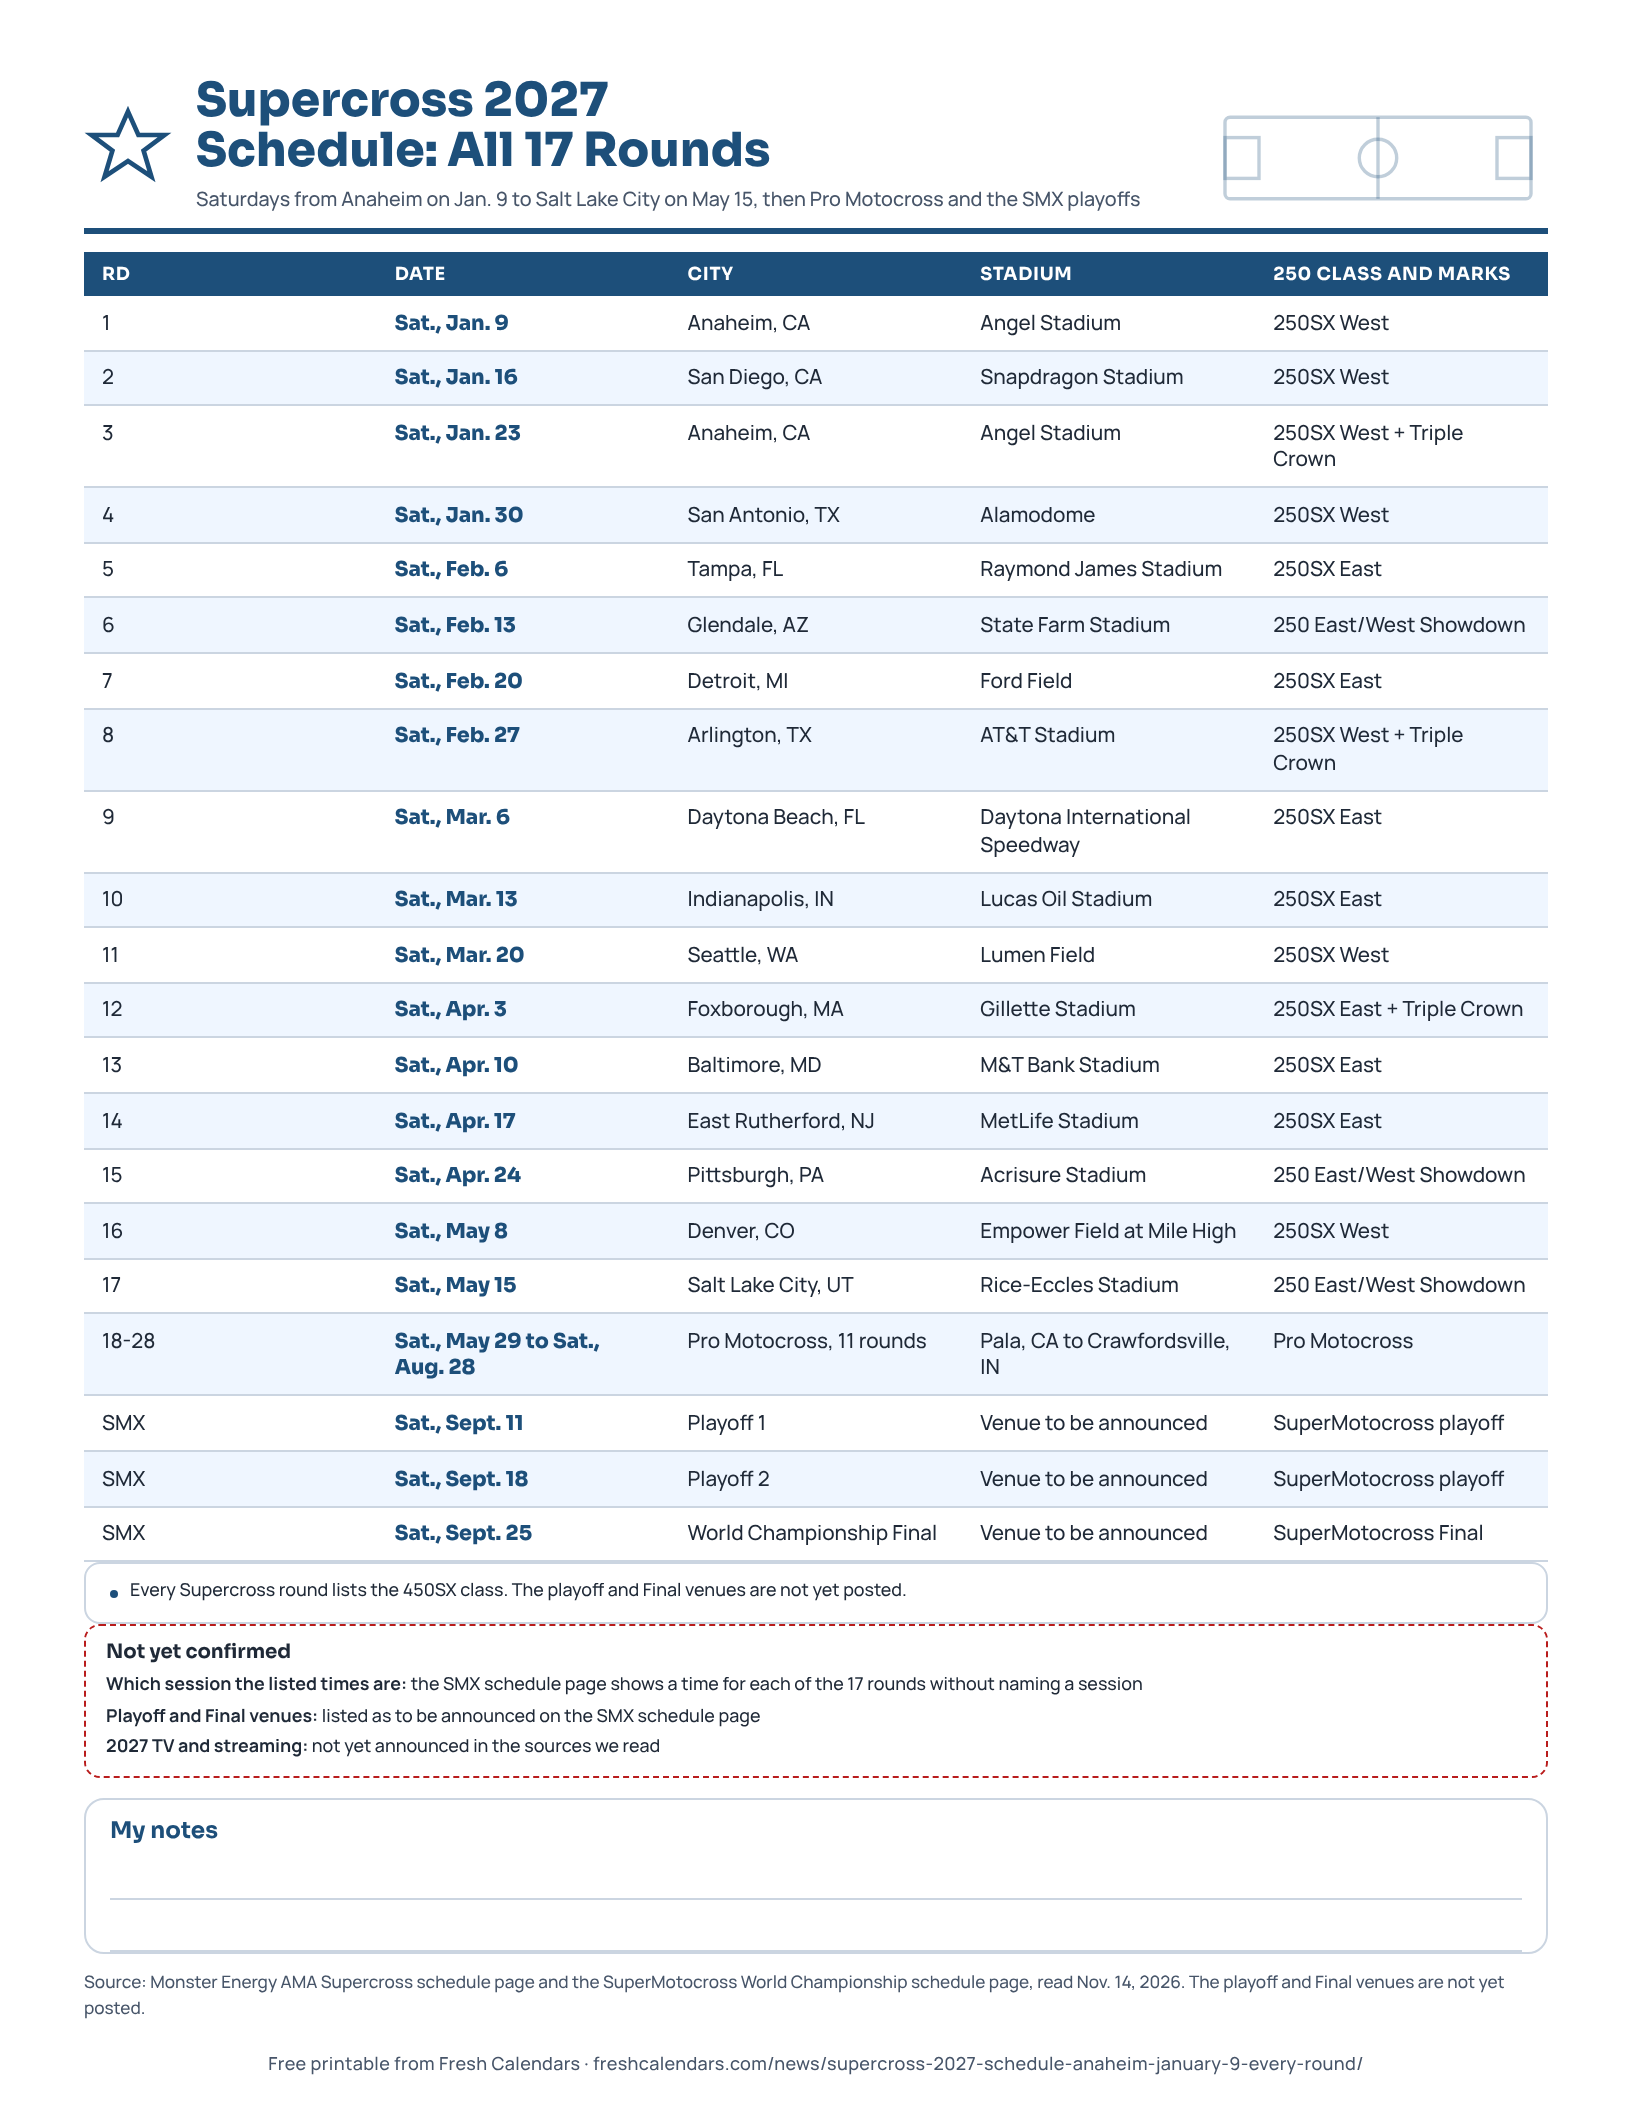 Supercross 2027
Schedule: All 17 Rounds
Saturdays from Anaheim on Jan. 9 to Salt Lake City on May 15, then Pro Motocross and the SMX playoffs
RD DATE CITY STADIUM 250 CLASS AND MARKS
1 Sat., Jan. 9 Anaheim, CA Angel Stadium 250SX West
2 Sat., Jan. 16 San Diego, CA Snapdragon Stadium 250SX West
3 Sat., Jan. 23 Anaheim, CA Angel Stadium 250SX West + Triple
Crown
4 Sat., Jan. 30 San Antonio, TX Alamodome 250SX West
5 Sat., Feb. 6 Tampa, FL Raymond James Stadium 250SX East
6 Sat., Feb. 13 Glendale, AZ State Farm Stadium 250 East/West Showdown
7 Sat., Feb. 20 Detroit, MI Ford Field 250SX East
8 Sat., Feb. 27 Arlington, TX AT&T Stadium 250SX West + Triple
Crown
9 Sat., Mar. 6 Daytona Beach, FL Daytona International 250SX East
Speedway
10 Sat., Mar. 13 Indianapolis, IN Lucas Oil Stadium 250SX East
11 Sat., Mar. 20 Seattle, WA Lumen Field 250SX West
12 Sat., Apr. 3 Foxborough, MA Gillette Stadium 250SX East + Triple Crown
13 Sat., Apr. 10 Baltimore, MD M&T Bank Stadium 250SX East
14 Sat., Apr. 17 East Rutherford, NJ MetLife Stadium 250SX East
15 Sat., Apr. 24 Pittsburgh, PA Acrisure Stadium 250 East/West Showdown
16 Sat., May 8 Denver, CO Empower Field at Mile High 250SX West
17 Sat., May 15 Salt Lake City, UT Rice-Eccles Stadium 250 East/West Showdown
18-28 Sat., May 29 to Sat., Pro Motocross, 11 rounds Pala, CA to Crawfordsville, Pro Motocross
Aug. 28 IN
SMX Sat., Sept. 11 Playoff 1 Venue to be announced SuperMotocross playoff
SMX Sat., Sept. 18 Playoff 2 Venue to be announced SuperMotocross playoff
SMX Sat., Sept. 25 World Championship Final Venue to be announced SuperMotocross Final
• Every Supercross round lists the 450SX class. The playoff and Final venues are not yet posted.
Not yet confirmed
Which session the listed times are: the SMX schedule page shows a time for each of the 17 rounds without naming a session
Playoff and Final venues: listed as to be announced on the SMX schedule page
2027 TV and streaming: not yet announced in the sources we read
My notes
Source: Monster Energy AMA Supercross schedule page and the SuperMotocross World Championship schedule page, read Nov. 14, 2026. The playoff and Final venues are not yet
posted.
Free printable from Fresh Calendars · freshcalendars.com/news/supercross-2027-schedule-anaheim-january-9-every-round/